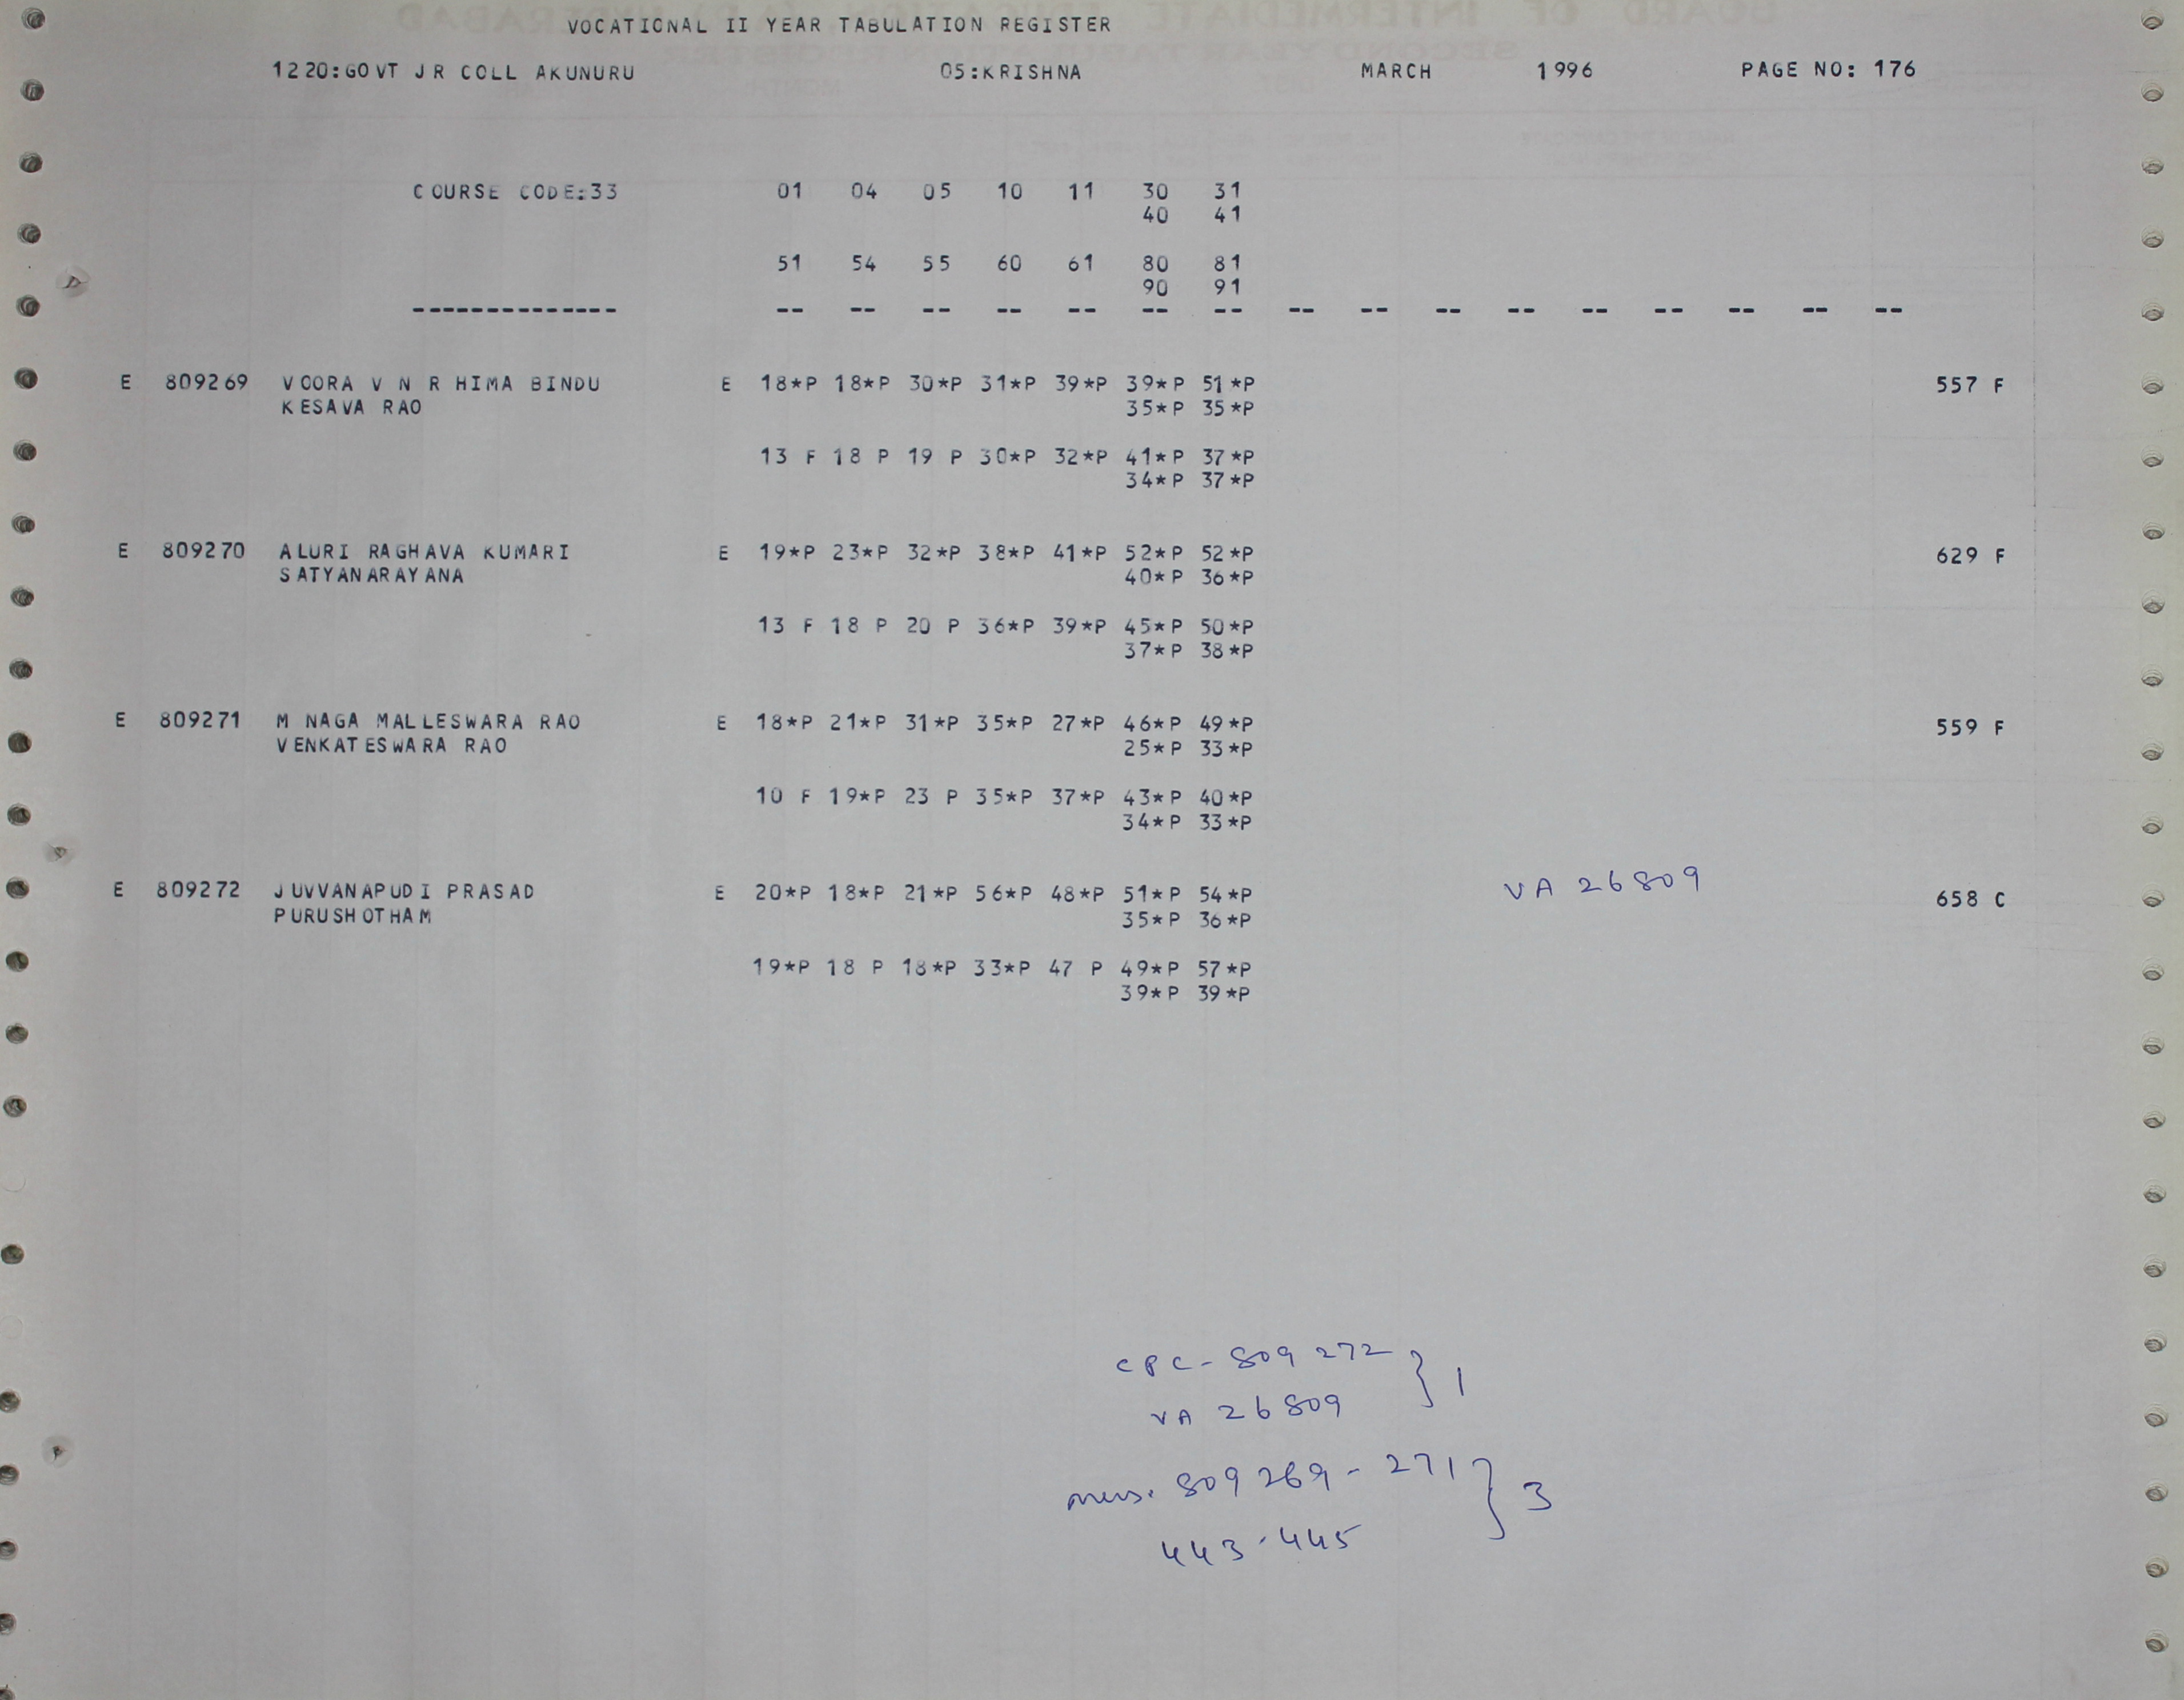 VOCATIONAL II YEAR TABULATION REGISTER
1220:GOVT JR COLL AKUNURU 05:KRISHNA MARCH 1996 PAGE NO: 176
COURSE CODE:33 01 04 05 10 11 30 31
40 41
51 54 55 60 61 80 81
90 91
-------------- -- -- -- -- -- -- -- -- -- -- -- -- -- -- -- --
E 809269 VOORA V N R HIMA BINDU E 18*P 18*P 30*P 31*P 39*P 39*P 51*P 557 F
KESAVA RAO 35*P 35*P
13 F 18 P 19 P 30*P 32*P 41*P 37*P
34*P 37*P
E 809270 ALURI RAGHAVA KUMARI E 19*P 23*P 32*P 38*P 41*P 52*P 52*P 629 F
SATYANARAYANA 40*P 36*P
13 F 18 P 20 P 36*P 39*P 45*P 50*P
37*P 38*P
E 809271 M NAGA MALLESWARA RAO E 18*P 21*P 31*P 35*P 27*P 46*P 49*P 559 F
VENKATESWARA RAO 25*P 33*P
10 F 19*P 23 P 35*P 37*P 43*P 40*P
34*P 33*P
E 809272 JUVVANAPUDI PRASAD E 20*P 18*P 21*P 56*P 48*P 51*P 54*P VA 26809 658 C
PURUSHOTHAM 35*P 36*P
19*P 18 P 18*P 33*P 47 P 49*P 57*P
39*P 39*P
CPC - 809 272 } 1
VA 26809
809 269 - 271 } 3
443 - 445